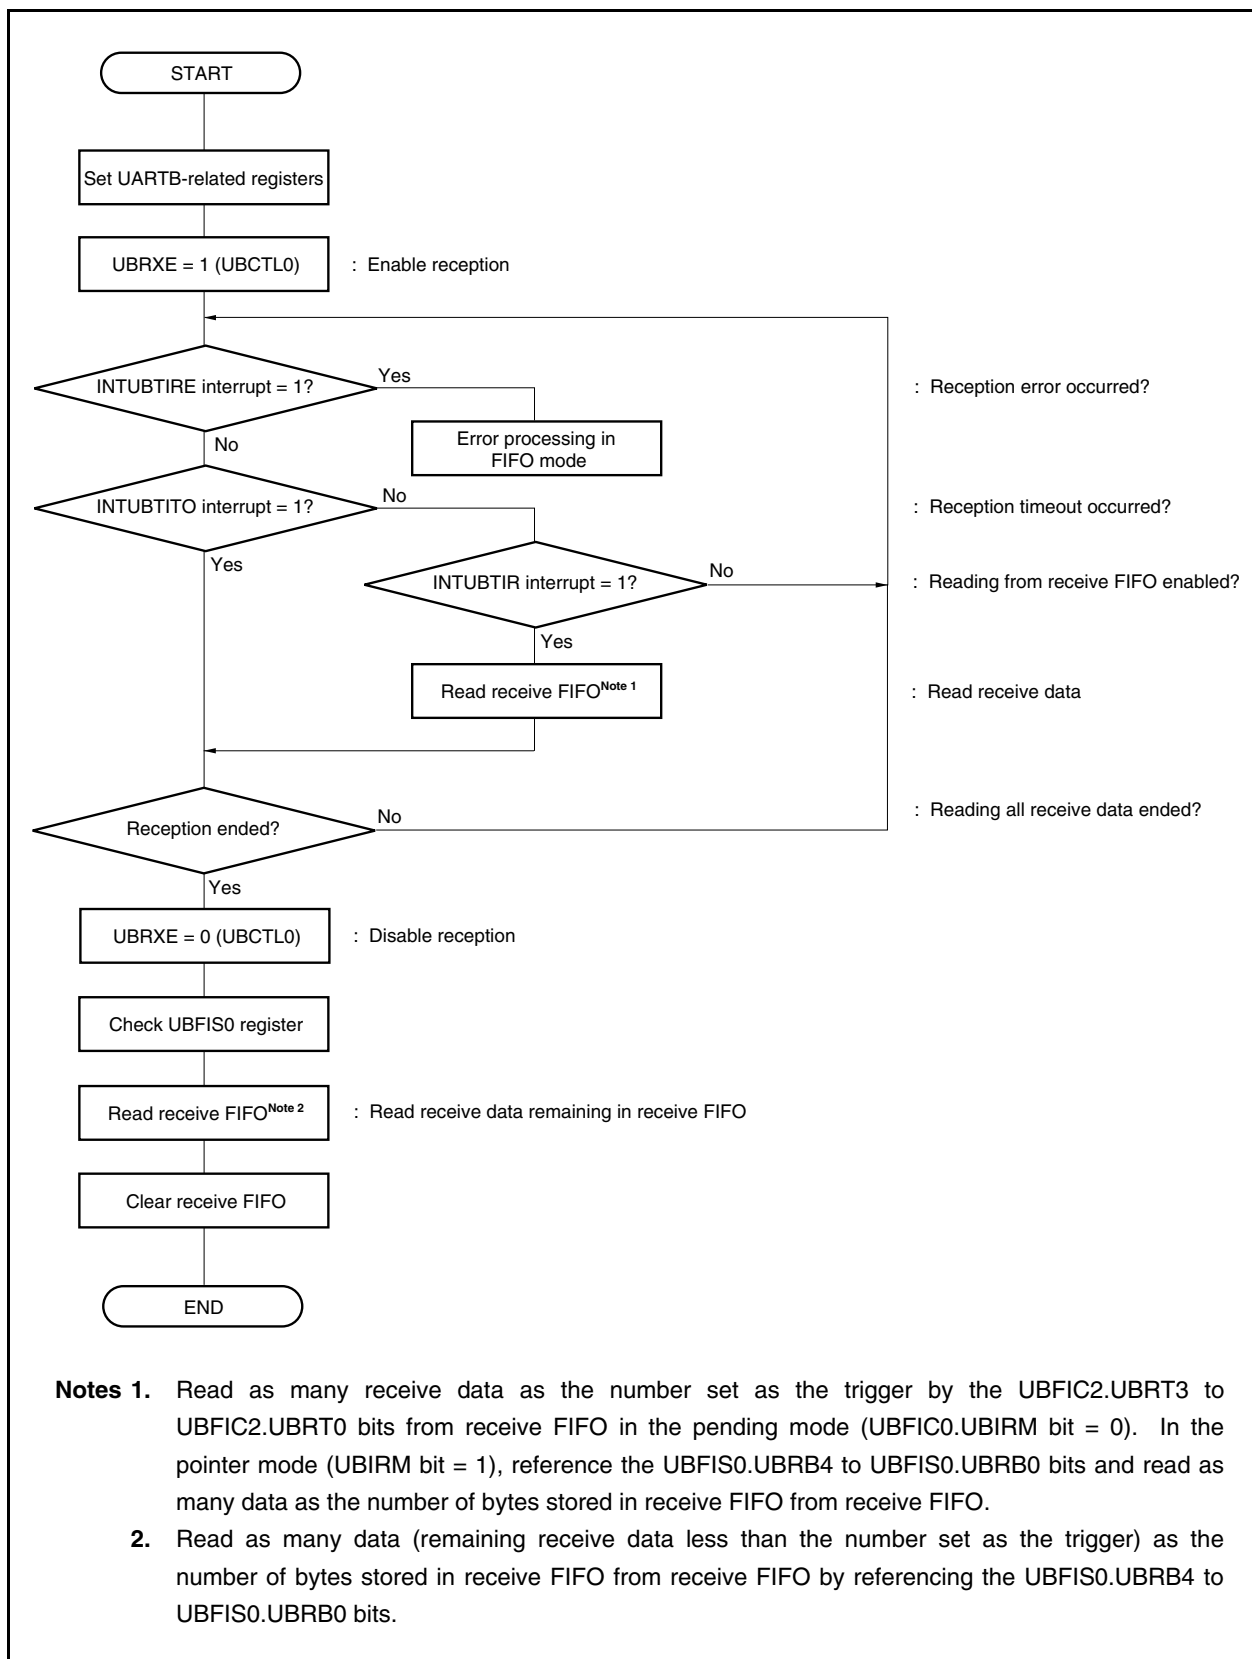 START
Set UARTB-related registers
UBRXE = 1 (UBCTL0)
: Enable reception
INTUBTIRE interrupt = 1?
Yes
: Reception error occurred?
Error processing in
FIFO mode
No
INTUBTITO interrupt = 1?
No
: Reception timeout occurred?
Yes
INTUBTIR interrupt = 1?
No
: Reading from receive FIFO enabled?
Yes
Read receive FIFONote 1
: Read receive data
Reception ended?
No
: Reading all receive data ended?
Yes
UBRXE = 0 (UBCTL0)
: Disable reception
Check UBFIS0 register
Read receive FIFONote 2
: Read receive data remaining in receive FIFO
Clear receive FIFO
END
Notes 1. Read as many receive data as the number set as the trigger by the UBFIC2.UBRT3 to
UBFIC2.UBRT0 bits from receive FIFO in the pending mode (UBFIC0.UBIRM bit = 0). In the
pointer mode (UBIRM bit = 1), reference the UBFIS0.UBRB4 to UBFIS0.UBRB0 bits and read as
many data as the number of bytes stored in receive FIFO from receive FIFO.
2. Read as many data (remaining receive data less than the number set as the trigger) as the
number of bytes stored in receive FIFO from receive FIFO by referencing the UBFIS0.UBRB4 to
UBFIS0.UBRB0 bits.